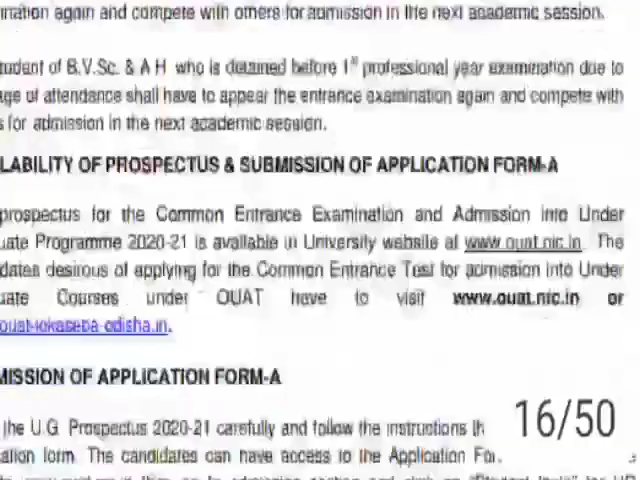 ination again and compete with others for admission in the next academic session.
tudent of B.V.Sc. & A H who is detained before 1st professional year examination due to
age of attendance shall have to appear the entrance examination again and compete with
s for admission in the next academic session.
LABILITY OF PROSPECTUS & SUBMISSION OF APPLICATION FORM-A
prospectus for the Common Entrance Examination and Admission into Under
uate Programme 2020-21 is available in University website at www.ouat.nic.in. The
dates desirous of applying for the Common Entrance Test for admission into Under
uate Courses under OUAT have to visit www.ouat.nic.in or
ouat-lokaseba-odisha.in.
MISSION OF APPLICATION FORM-A
the U.G. Prospectus 2020-21 carefully and follow the instructions th
16/50
ation form. The candidates can have access to the Application For